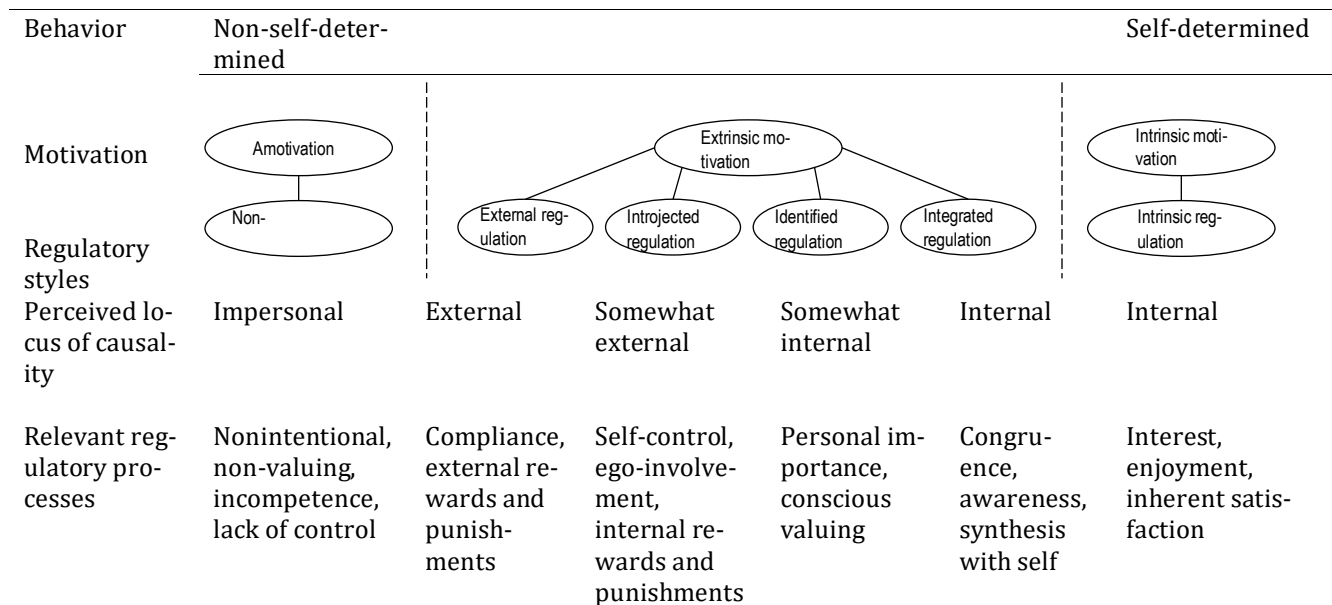 Behavior
Non-self-deter-
mined
Self-determined
Motivation
Amotivation
Extrinsic mo-
tivation
Intrinsic moti-
vation
Regulatory
styles
Non-
External reg-
ulation
Introjected
regulation
Identified
regulation
Integrated
regulation
Intrinsic reg-
ulation
Perceived lo-
cus of causal-
ity
Impersonal
External
Somewhat
external
Somewhat
internal
Internal
Internal
Relevant reg-
ulatory pro-
cesses
Nonintentional,
non-valuing,
incompetence,
lack of control
Compliance,
external re-
wards and
punish-
ments
Self-control,
ego-involve-
ment,
internal re-
wards and
punishments
Personal im-
portance,
conscious
valuing
Congru-
ence,
awareness,
synthesis
with self
Interest,
enjoyment,
inherent satis-
faction